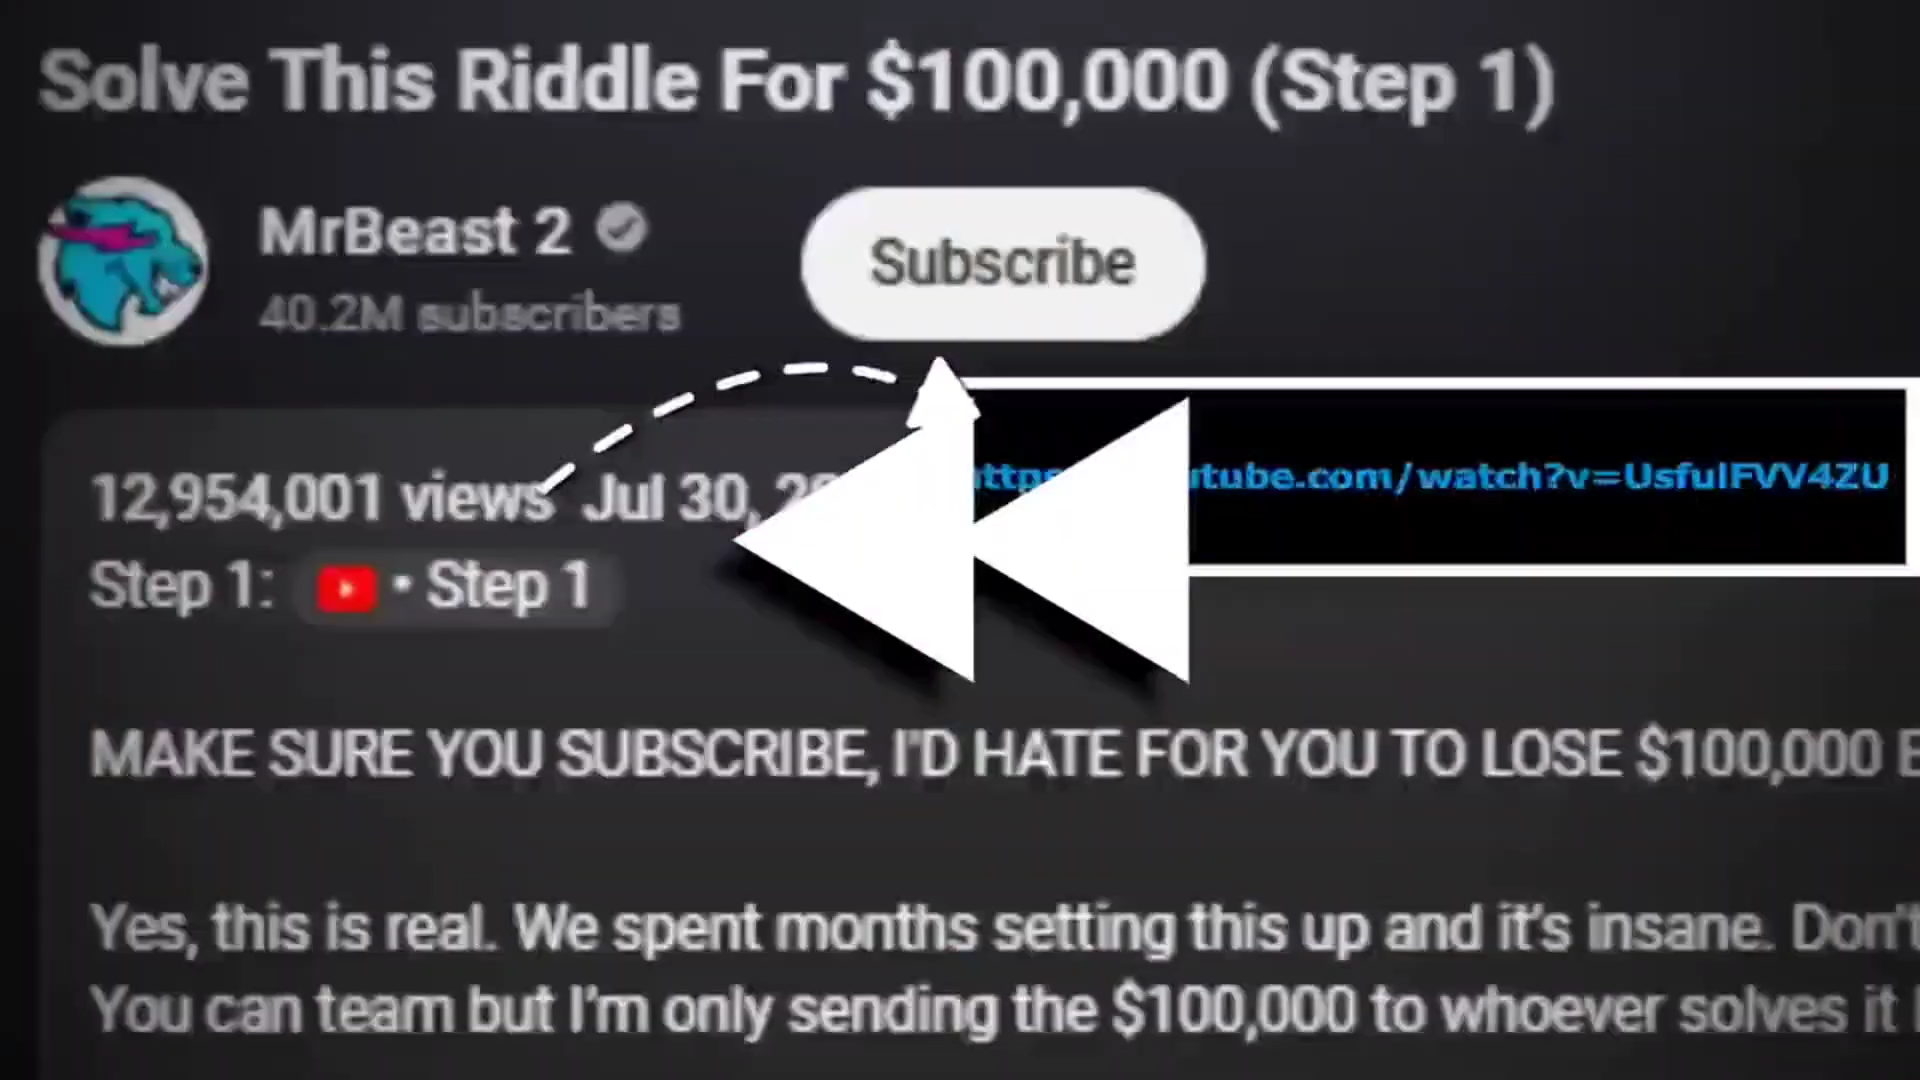 Solve This Riddle For $100,000 (Step 1)
MrBeast 2
Subscribe
40.2M subscribers
12,954,001 views Jul 30,
tube.com/watch?v=UsfulFVV4ZU
Step 1: • Step 1
MAKE SURE YOU SUBSCRIBE, I'D HATE FOR YOU TO LOSE $100,000
Yes, this is real. We spent months setting this up and it's insane. Don't
You can team but I'm only sending the $100,000 to whoever solves it